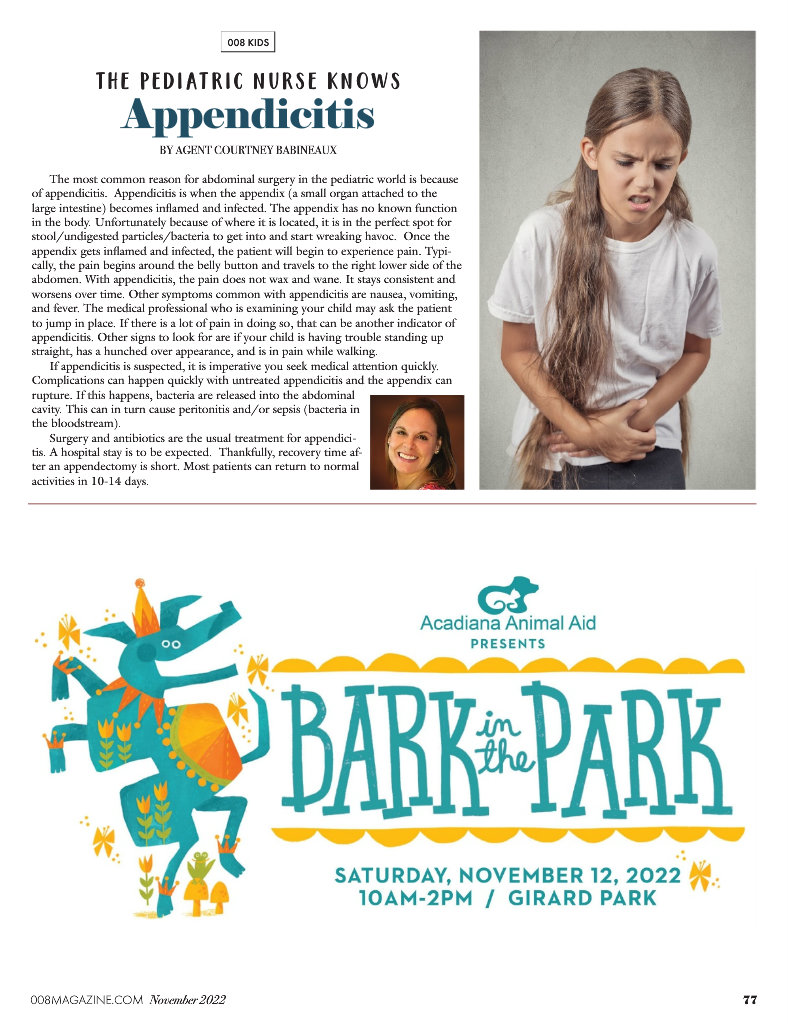 008 KIDS
THE PEDIATRIC NURSE KNOWS
Appendicitis
BY AGENT COURTNEY BABINEAUX
The most common reason for abdominal surgery in the pediatric world is because
of appendicitis.  Appendicitis is when the appendix (a small organ attached to the
large intestine) becomes inflamed and infected. The appendix has no known function
in the body. Unfortunately because of where it is located, it is in the perfect spot for
stool/undigested particles/bacteria to get into and start wreaking havoc.  Once the
appendix gets inflamed and infected, the patient will begin to experience pain. Typi-
cally, the pain begins around the belly button and travels to the right lower side of the
abdomen. With appendicitis, the pain does not wax and wane. It stays consistent and
worsens over time. Other symptoms common with appendicitis are nausea, vomiting,
and fever. The medical professional who is examining your child may ask the patient
to jump in place. If there is a lot of pain in doing so, that can be another indicator of
appendicitis. Other signs to look for are if your child is having trouble standing up
straight, has a hunched over appearance, and is in pain while walking.
If appendicitis is suspected, it is imperative you seek medical attention quickly.
Complications can happen quickly with untreated appendicitis and the appendix can
rupture. If this happens, bacteria are released into the abdominal
cavity. This can in turn cause peritonitis and/or sepsis (bacteria in
the bloodstream).
Surgery and antibiotics are the usual treatment for appendici-
tis. A hospital stay is to be expected.  Thankfully, recovery time af-
ter an appendectomy is short. Most patients can return to normal
activities in 10-14 days.
Acadiana Animal Aid
PRESENTS
BARK in the PARK
SATURDAY, NOVEMBER 12, 2022
10AM-2PM / GIRARD PARK
008MAGAZINE.COM November 2022
77